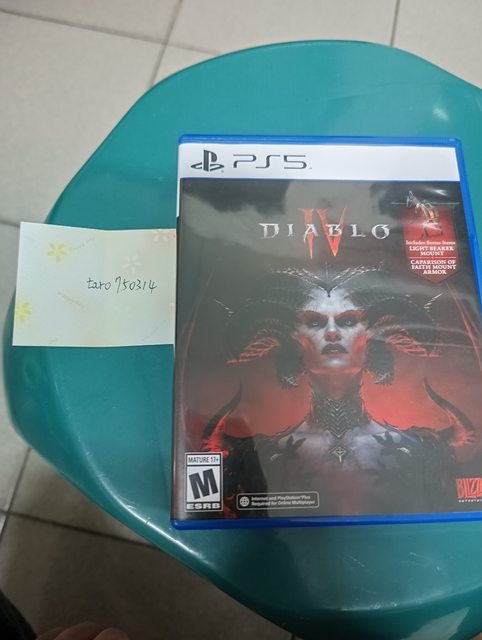 PS5
DIABLO
IV
Includes Bonus Items:
LIGHT-BEARER
MOUNT
CAPARISON OF
FAITH MOUNT
ARMOR
taro750314
MATURE 17+
M
ESRB
Internet and PlayStation®Plus
Required for Online Multiplayer